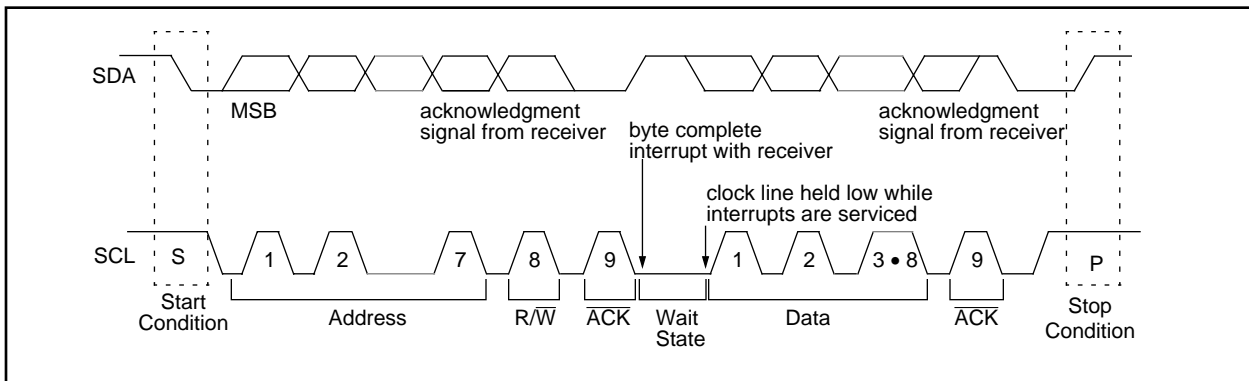 SDA
MSB
acknowledgment
signal from receiver
byte complete
interrupt with receiver
acknowledgment
signal from receiver
clock line held low while
interrupts are serviced
SCL
S
1
2
7
8
9
1
2
3 • 8
9
P
Start
Condition
Address
R/W̅
A̅C̅K̅
Wait
State
Data
A̅C̅K̅
Stop
Condition